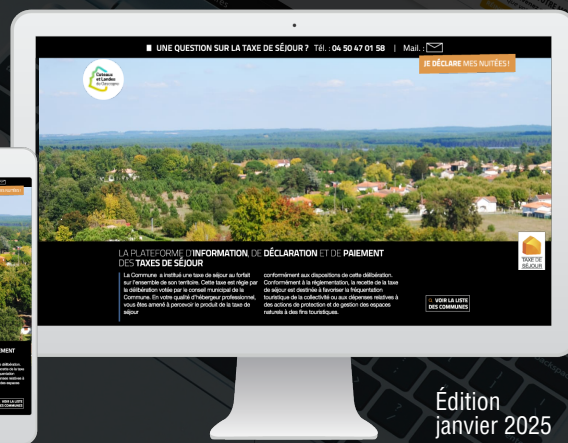 UNE QUESTION SUR LA TAXE DE SÉJOUR ? Tél. : 04 50 47 01 58 | Mail. :
JE DÉCLARE MES NUITÉES !
Coteaux
et Landes
de Gascogne
LA PLATEFORME D'INFORMATION, DE DÉCLARATION ET DE PAIEMENT
DES TAXES DE SÉJOUR
La Commune a institué une taxe de séjour au forfait
sur l'ensemble de son territoire. Cette taxe est régie par
la délibération votée par le conseil municipal de la
Commune. En votre qualité d'hébergeur professionnel,
vous êtes amené à percevoir le produit de la taxe de
séjour
conformément aux dispositions de cette délibération.
Conformément à la réglementation, la recette de la taxe
de séjour est destinée à favoriser la fréquentation
touristique de la collectivité ou aux dépenses relatives à
des actions de protection et de gestion des espaces
naturels à des fins touristiques.
TAXE DE
SÉJOUR
VOIR LA LISTE
DES COMMUNES
Édition
janvier 2025